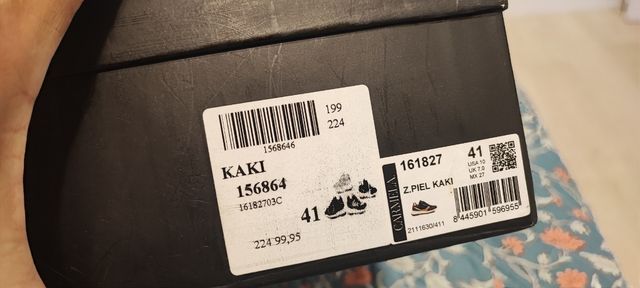 199
224
1568646
KAKI
156864
16182703C
41
224 99,95
CARMELA
161827
Z.PIEL KAKI
2111630/411
41
USA 10
UK 7,0
MX 27
8 445901 596955